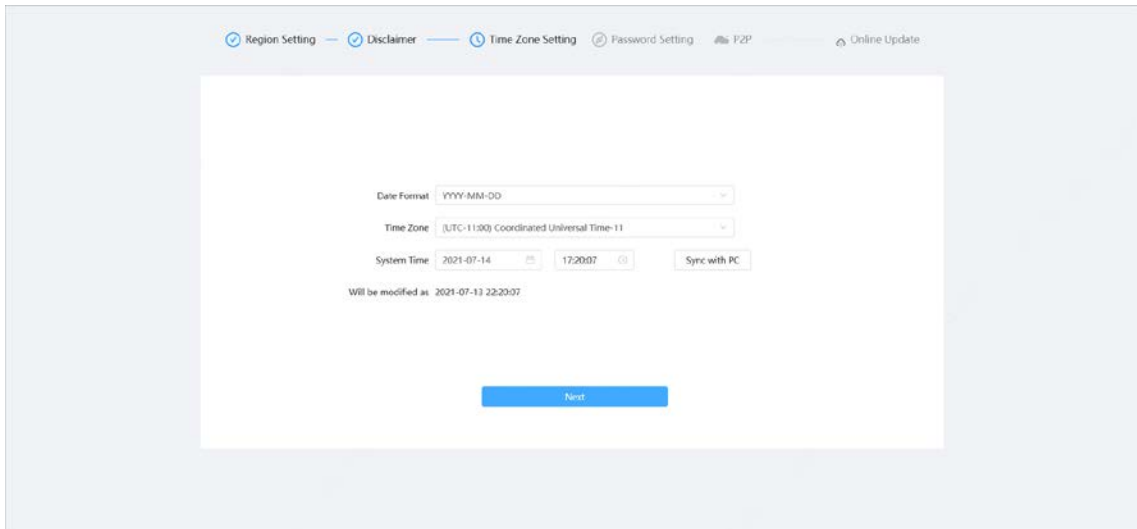 Region Setting Disclaimer Time Zone Setting Password Setting P2P Online Update
Date Format YYYY-MM-DD
Time Zone (UTC-11:00) Coordinated Universal Time-11
System Time 2021-07-14 17:20:07 Sync with PC
Will be modified as 2021-07-13 22:20:07
Next